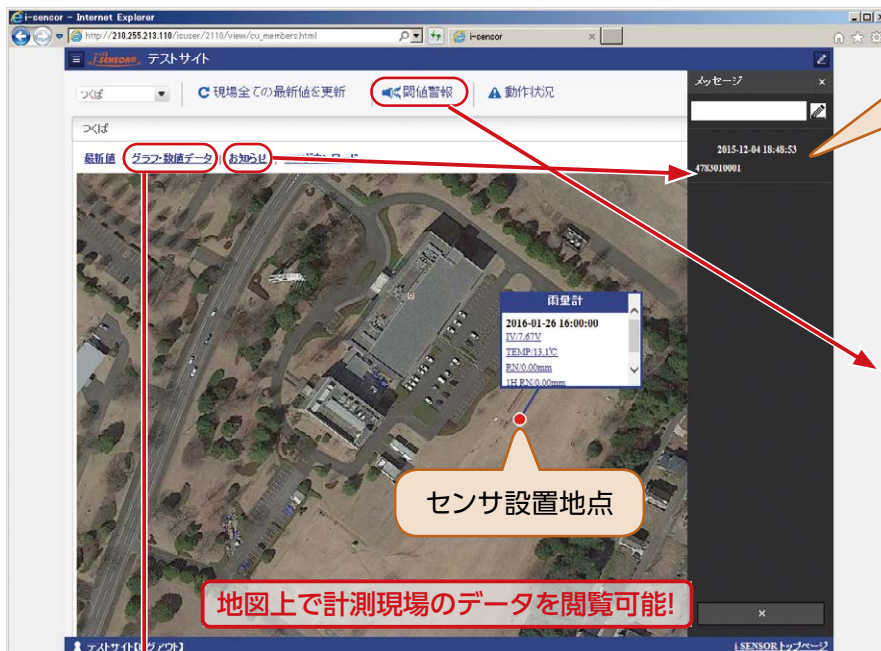 i-sensor - Internet Explorer
http://210.255.213.110/isuser/2110/view/cu_members.html
i-sensor
i-SENSOR テストサイト
つくば
現場全ての最新値を更新
閾値警報
動作状況
メッセージ
つくば
最新値
グラフ・数値データ
お知らせ
2015-12-04 18:48:53
4783010001
雨量計
2016-01-26 16:00:00
IV/7.67V
TEMP/13.1℃
RN/0.00mm
1H RN/0.00mm
センサ設置地点
地図上で計測現場のデータを閲覧可能!
テストサイト【ログアウト】
i SENSORトップページ